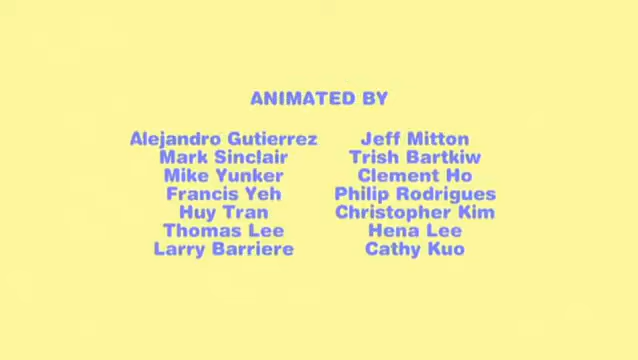 ANIMATED BY
Alejandro Gutierrez
Mark Sinclair
Mike Yunker
Francis Yeh
Huy Tran
Thomas Lee
Larry Barriere
Jeff Mitton
Trish Bartkiw
Clement Ho
Philip Rodrigues
Christopher Kim
Hena Lee
Cathy Kuo